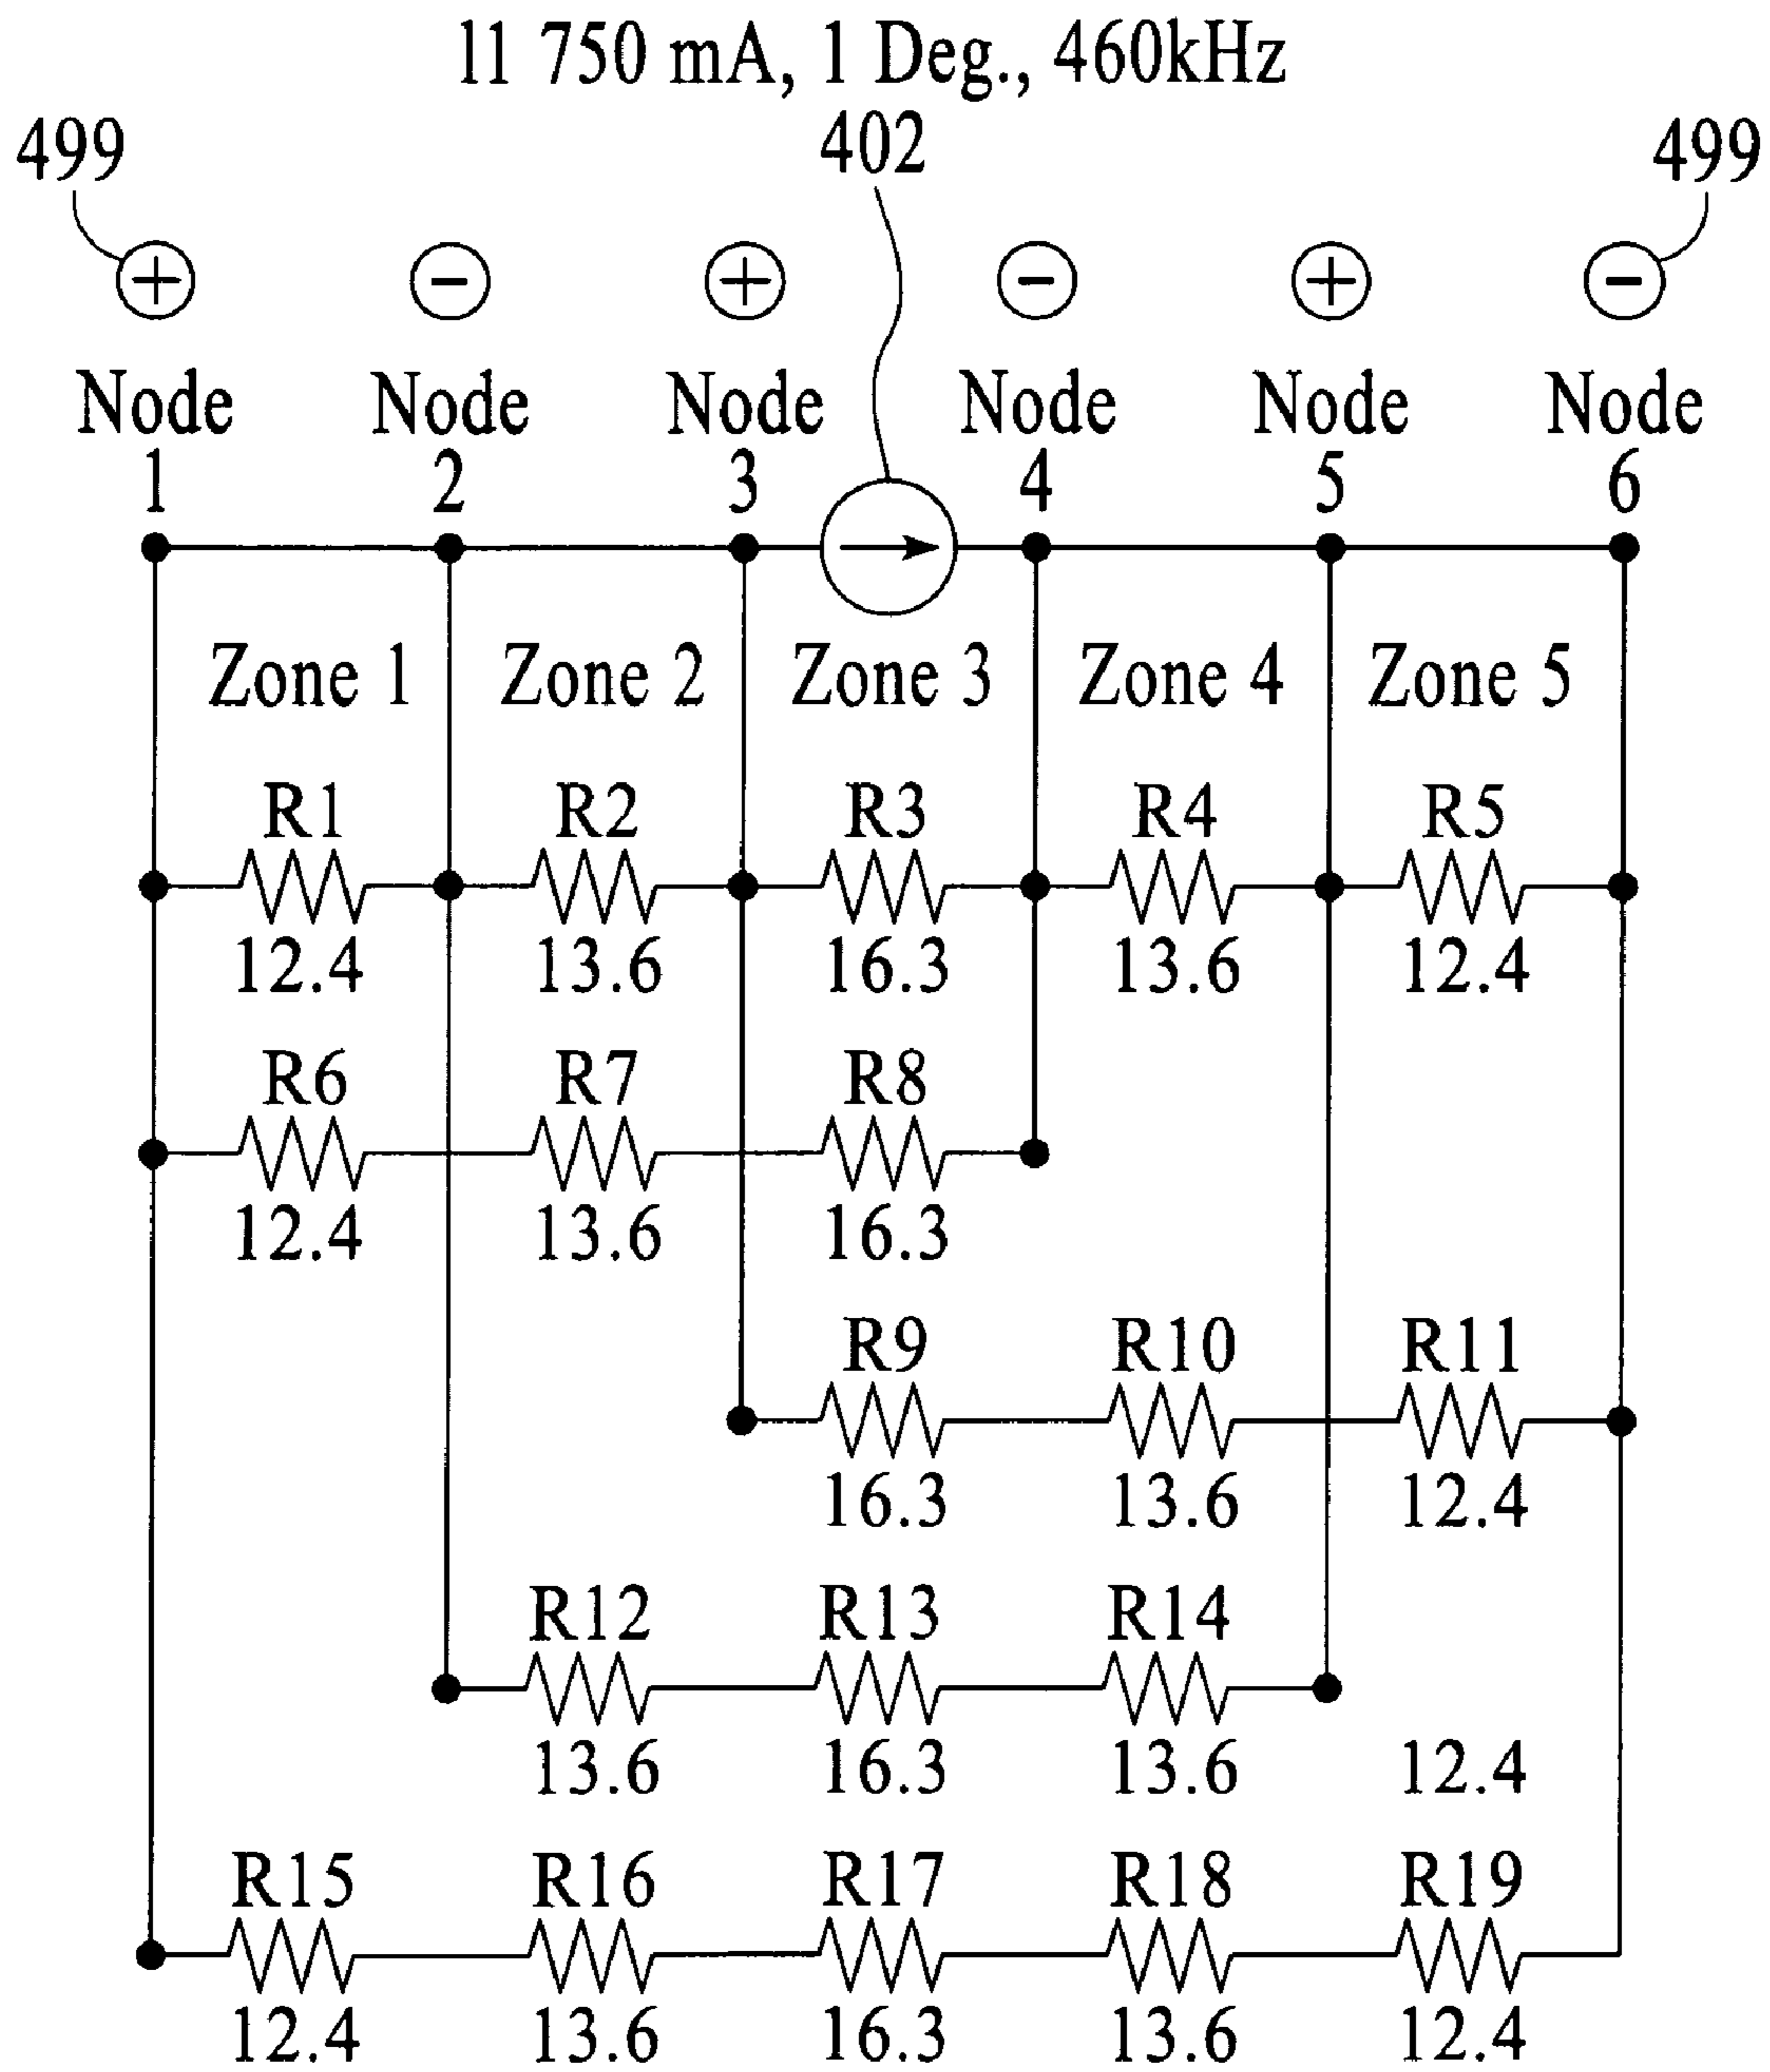 11 750 mA, 1 Deg., 460kHz
499 402 499
+ - + - + -
Node Node Node Node Node Node
1 2 3 4 5 6
Zone 1 Zone 2 Zone 3 Zone 4 Zone 5
R1 R2 R3 R4 R5
12.4 13.6 16.3 13.6 12.4
R6 R7 R8
12.4 13.6 16.3
R9 R10 R11
16.3 13.6 12.4
R12 R13 R14
13.6 16.3 13.6 12.4
R15 R16 R17 R18 R19
12.4 13.6 16.3 13.6 12.4